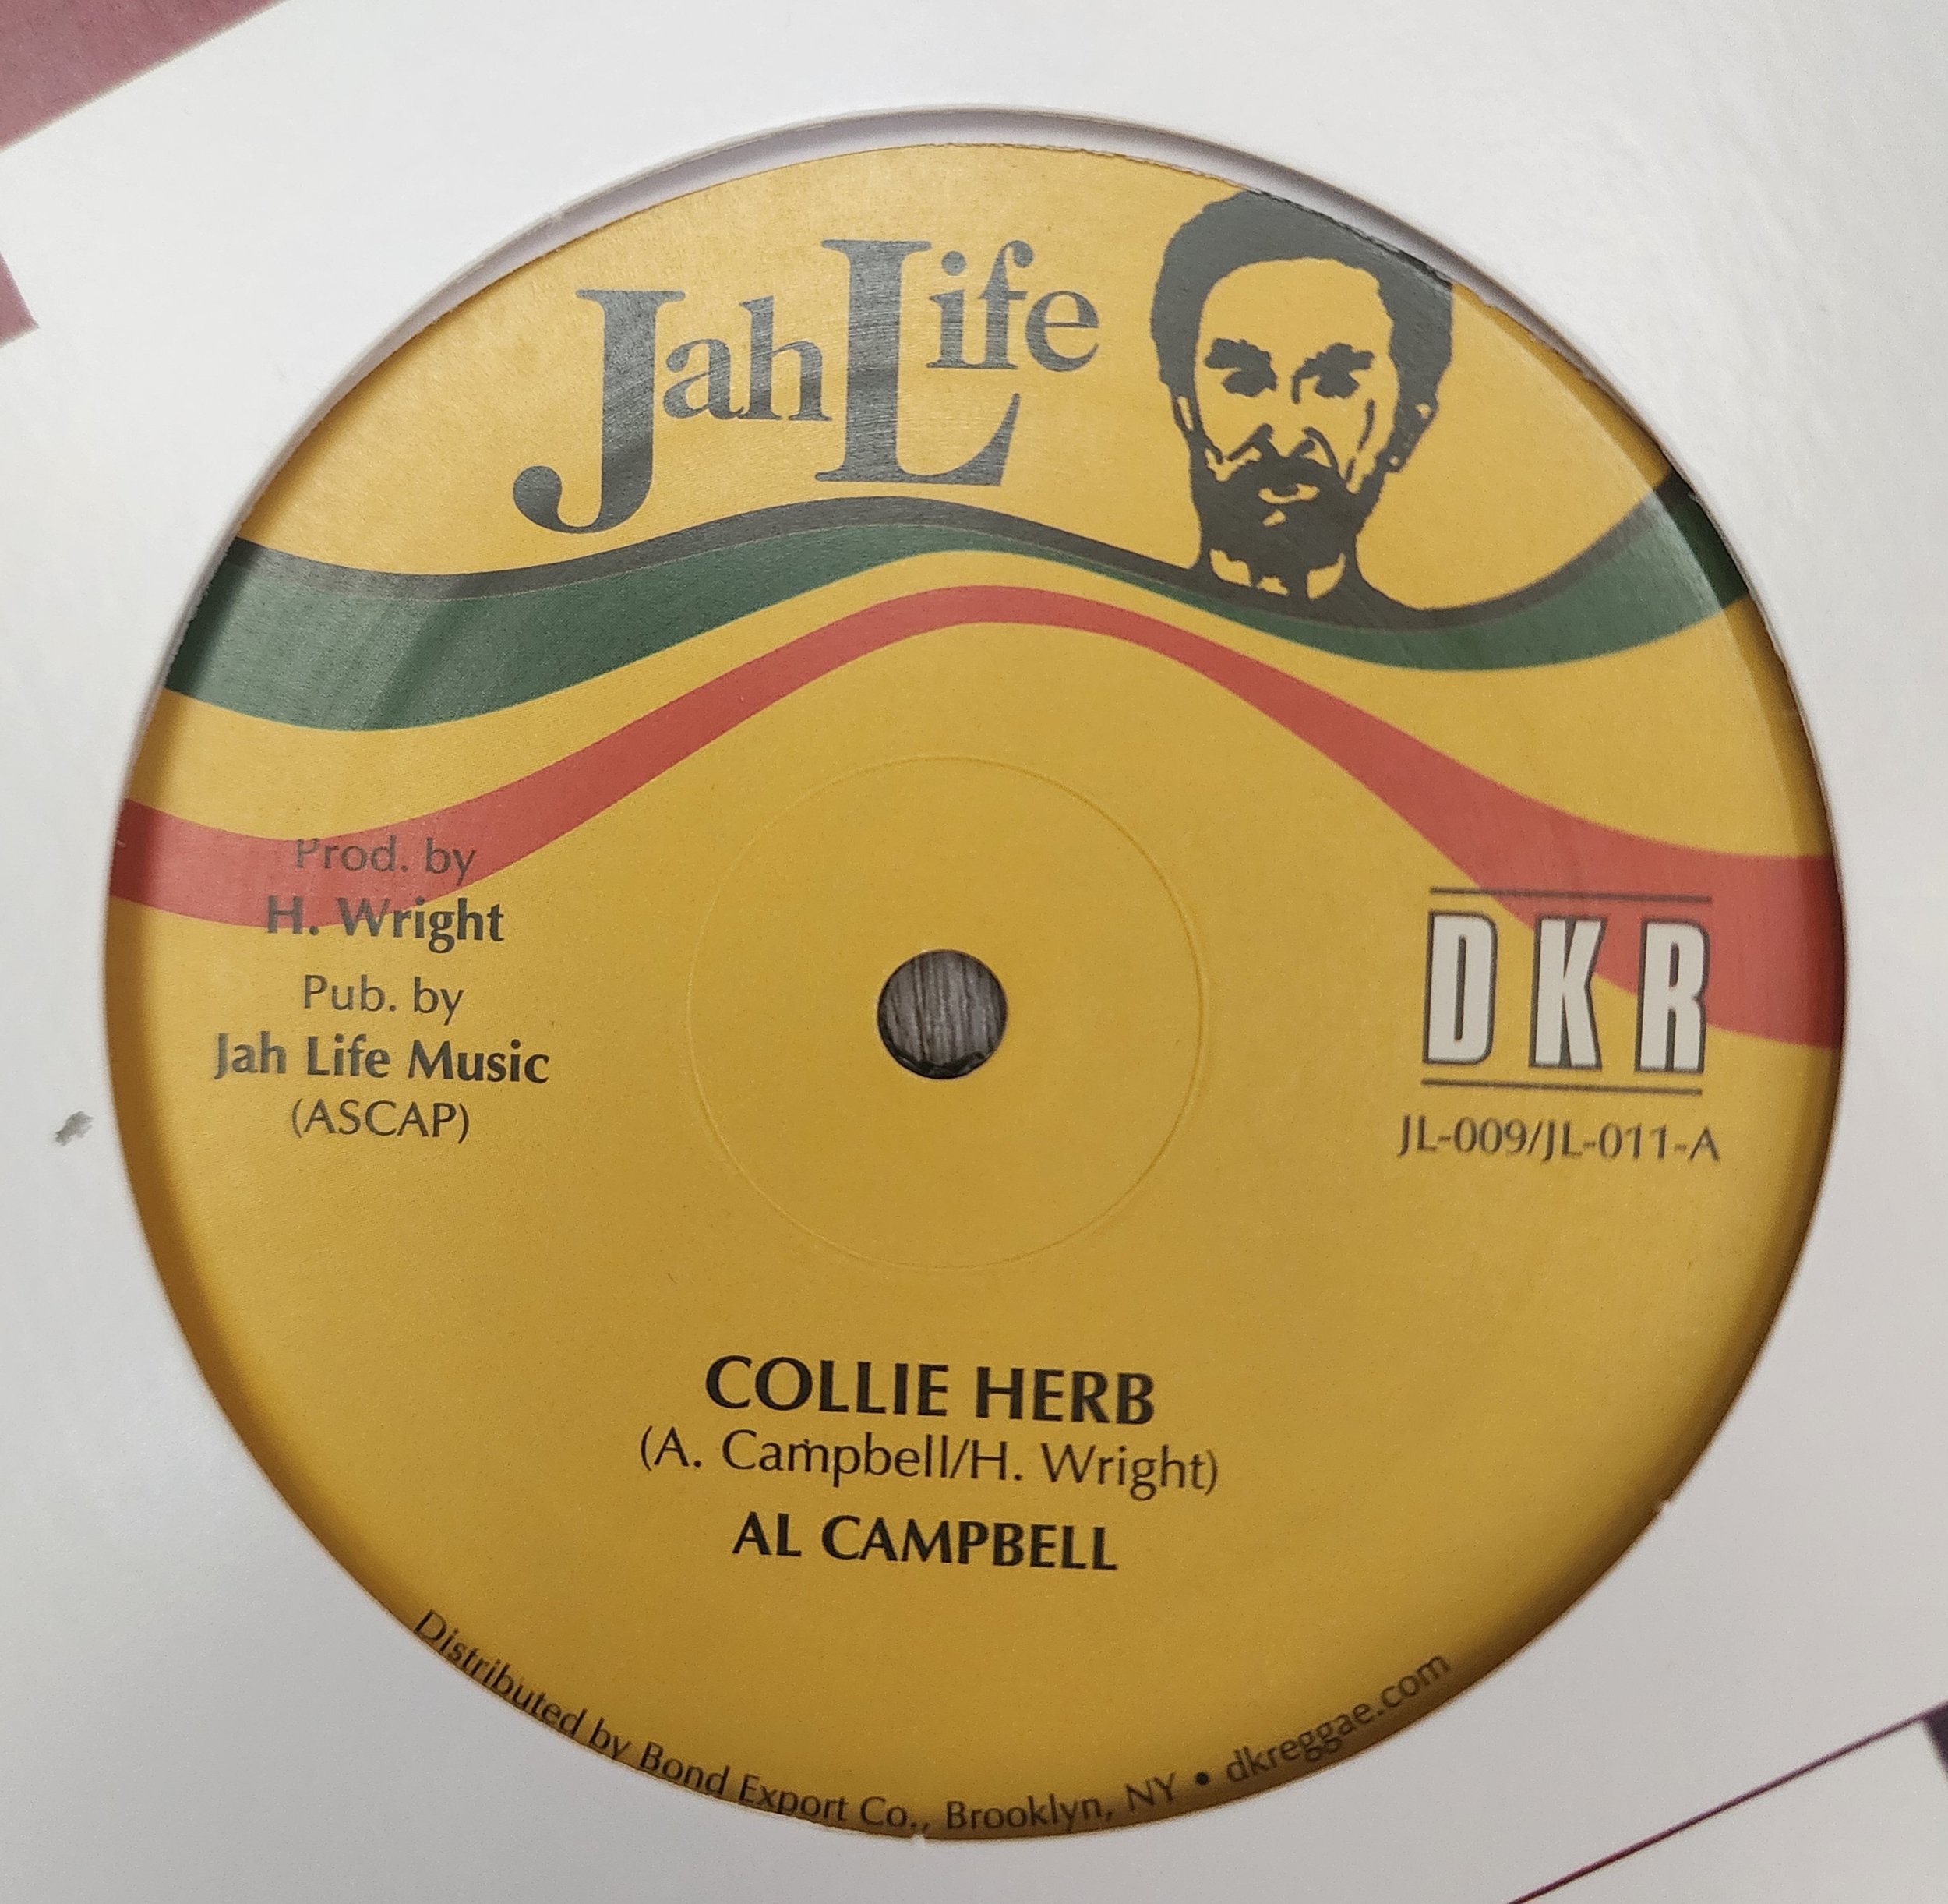 Jah Life
Prod. by
H. Wright
Pub. by
Jah Life Music
(ASCAP)
DKR
JL-009/JL-011-A
COLLIE HERB
(A. Campbell/H. Wright)
AL CAMPBELL
Distributed by Bond Export Co., Brooklyn, NY • dkreggae.com